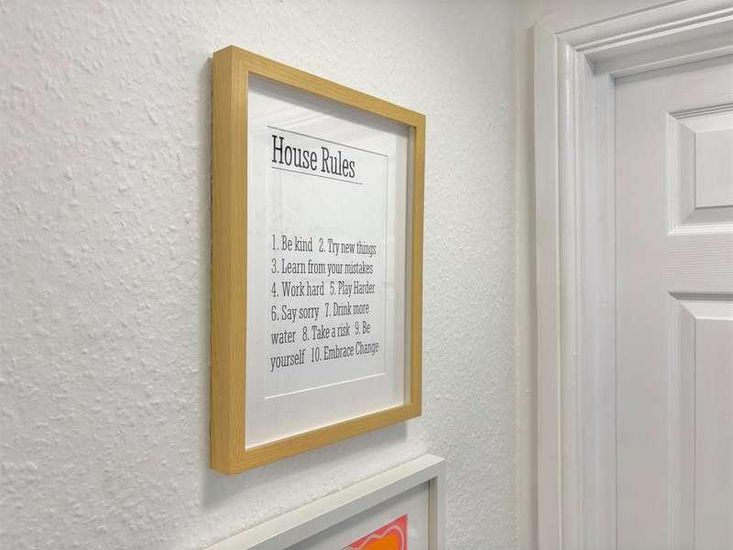 House Rules
1. Be kind 2. Try new things
3. Learn from your mistakes
4. Work hard 5. Play Harder
6. Say sorry 7. Drink more
water 8. Take a risk 9. Be
yourself 10. Embrace Change